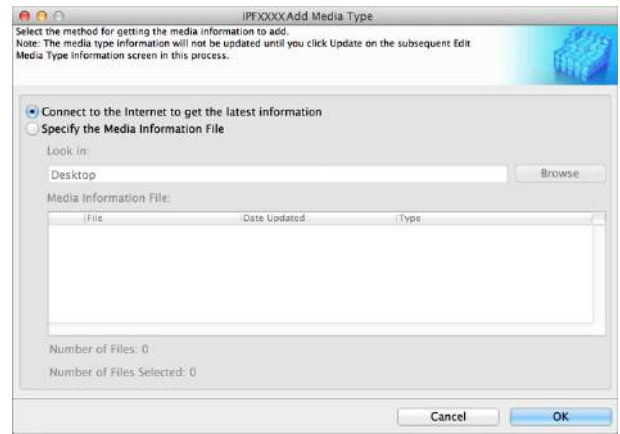 iPFXXXX Add Media Type
Select the method for getting the media information to add.
Note: The media type information will not be updated until you click Update on the subsequent Edit
Media Type Information screen in this process.
Connect to the Internet to get the latest information
Specify the Media Information File
Look in:
Desktop Browse
Media Information File:
File Date Updated Type
Number of Files: 0
Number of Files Selected: 0
Cancel OK